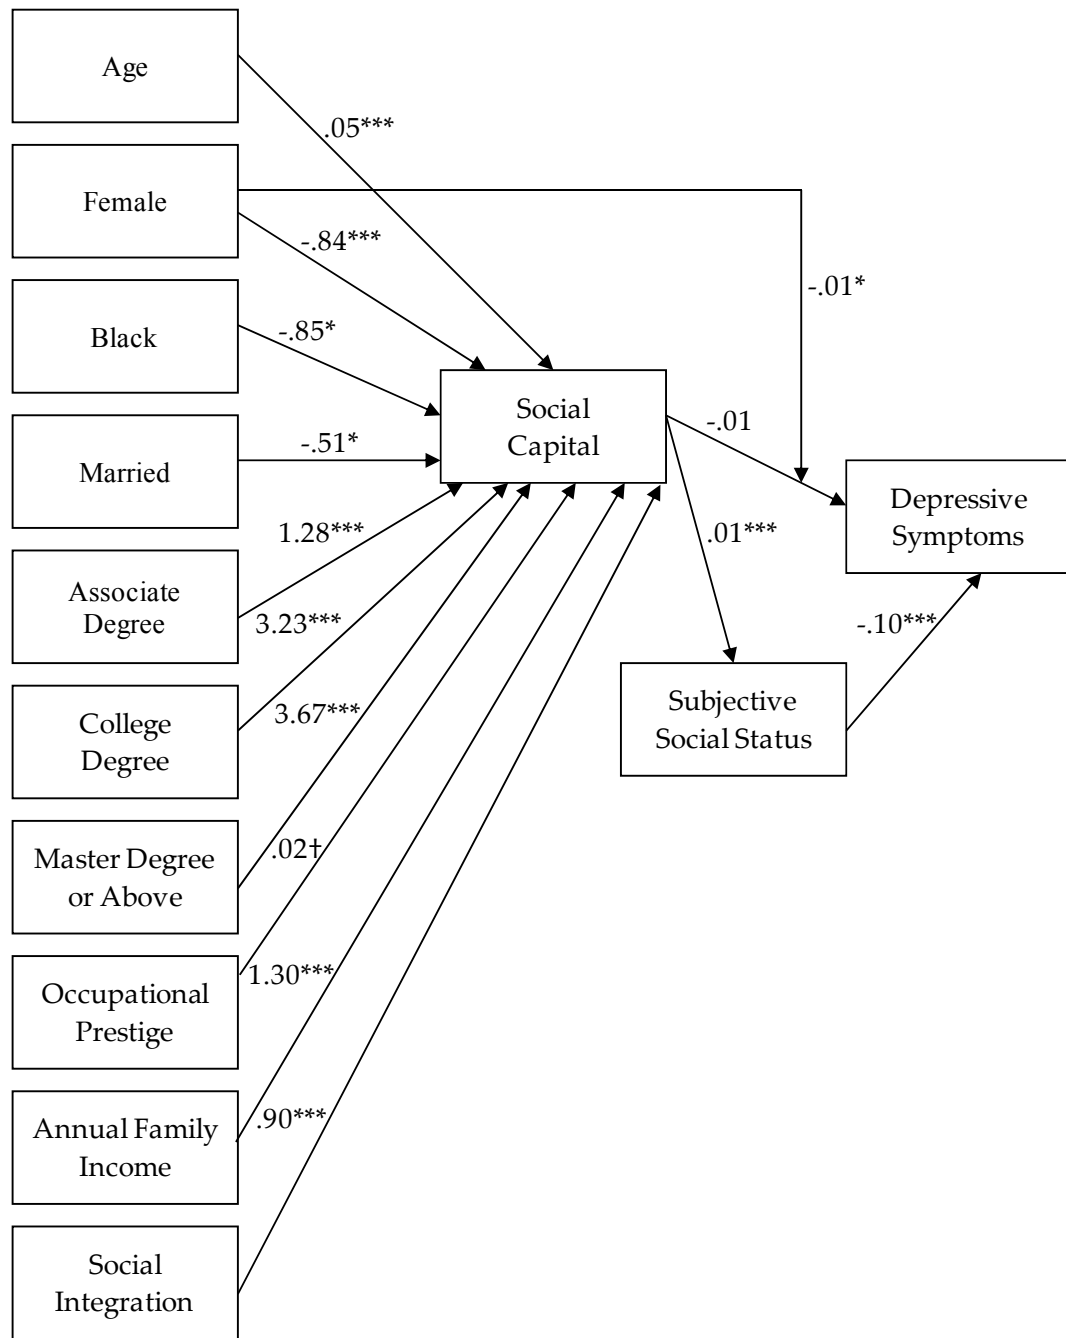 Age
.05***
Female
-.84***
-.01*
Black
-.85*
Social
Capital
-.01
Married
-.51*
Depressive
Symptoms
Associate
Degree
1.28***
.01***
3.23***
-.10***
College
Degree
3.67***
Subjective
Social Status
Master Degree
or Above
.02†
Occupational
Prestige
1.30***
Annual Family
Income
.90***
Social
Integration